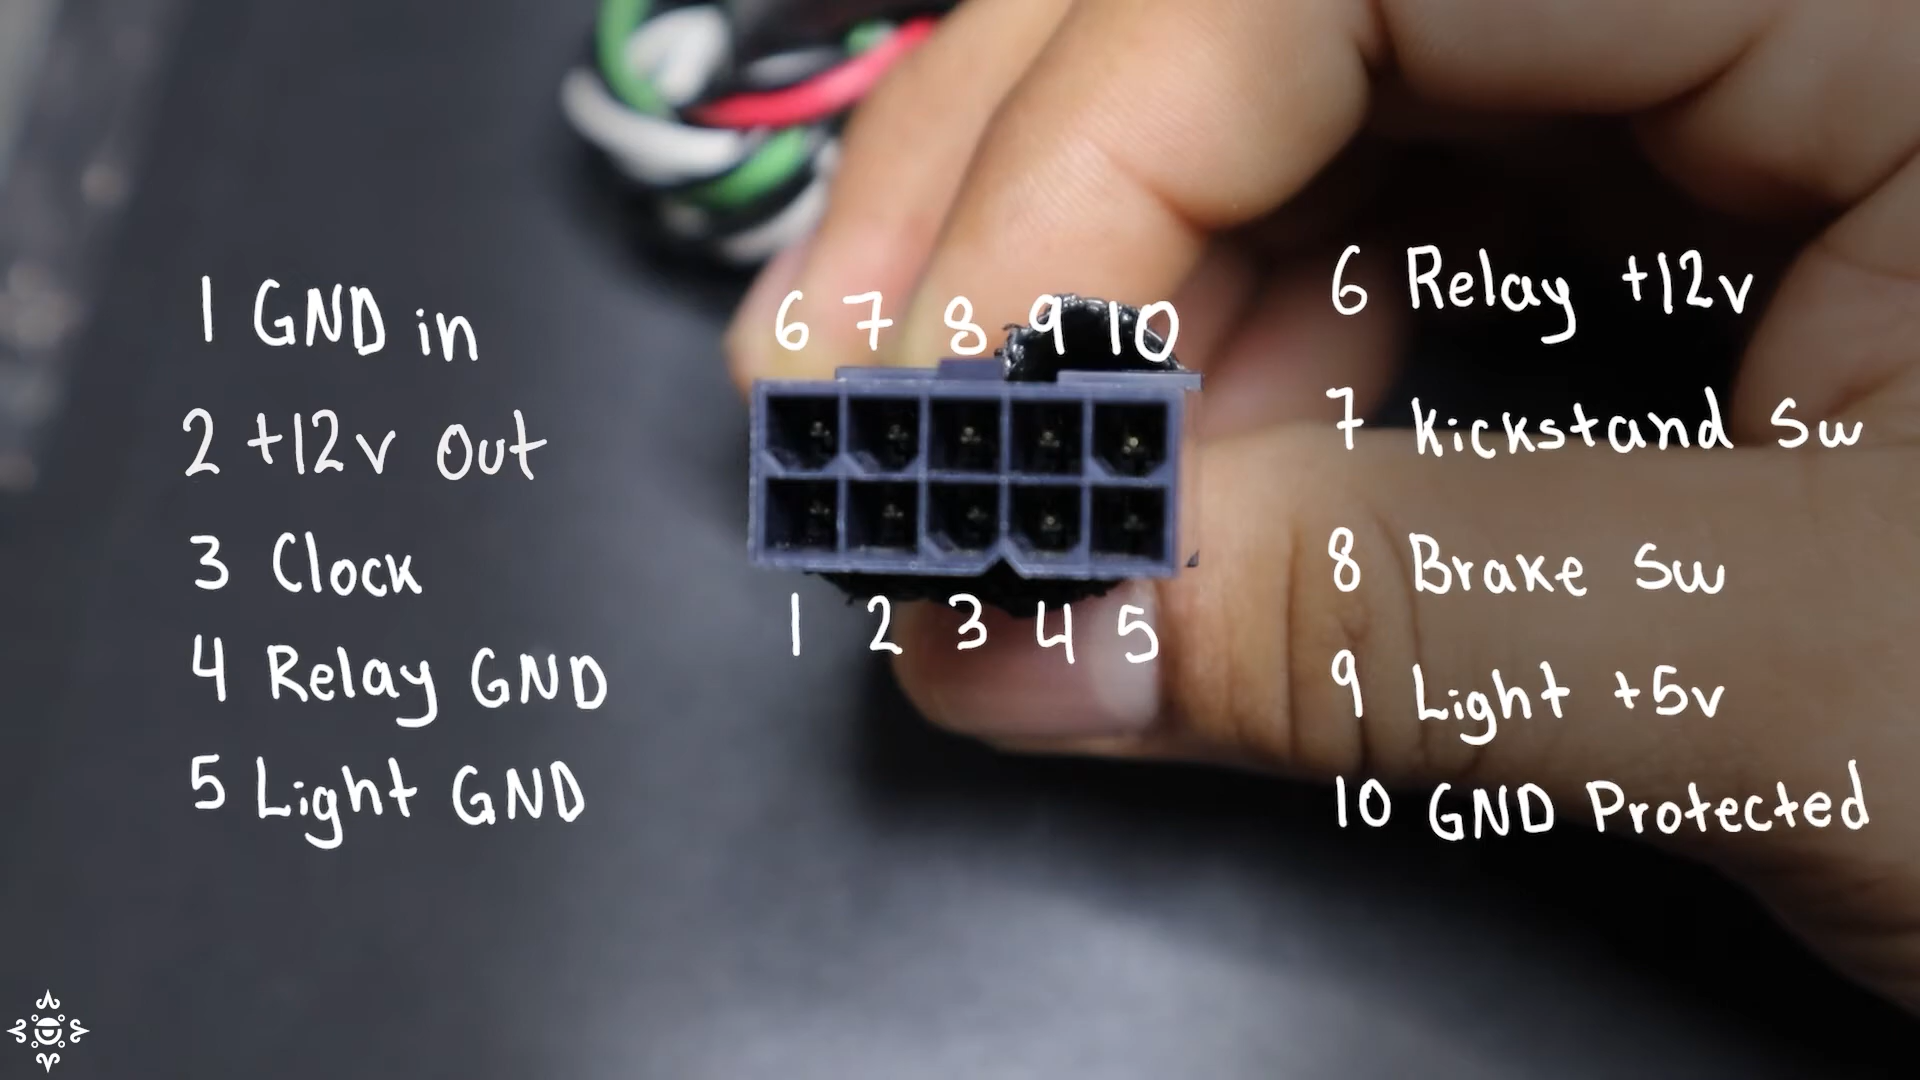 1 GND in
2 +12v Out
3 Clock
4 Relay GND
5 Light GND
6 7 8 9 10
1 2 3 4 5
6 Relay +12v
7 Kickstand Sw
8 Brake Sw
9 Light +5v
10 GND Protected